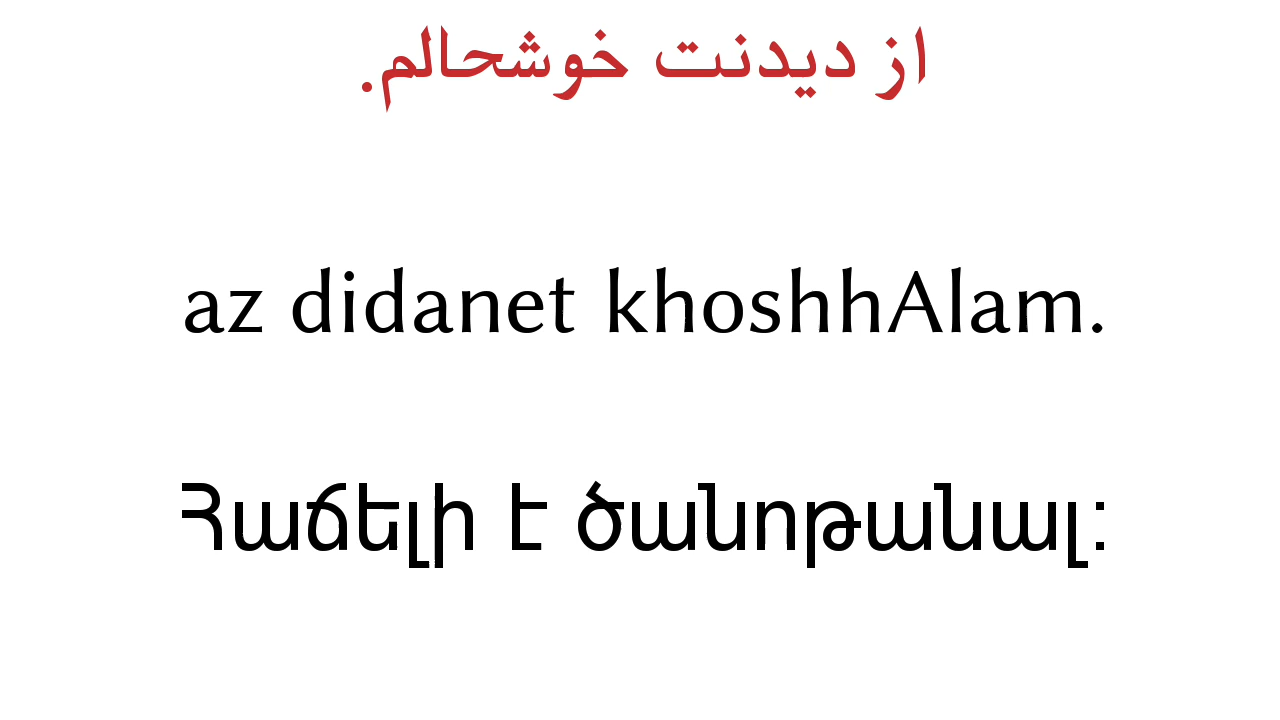 از دیدنت خوشحالم.
az didanet khoshhAlam.
Հաճելի է ծանոթանալ: